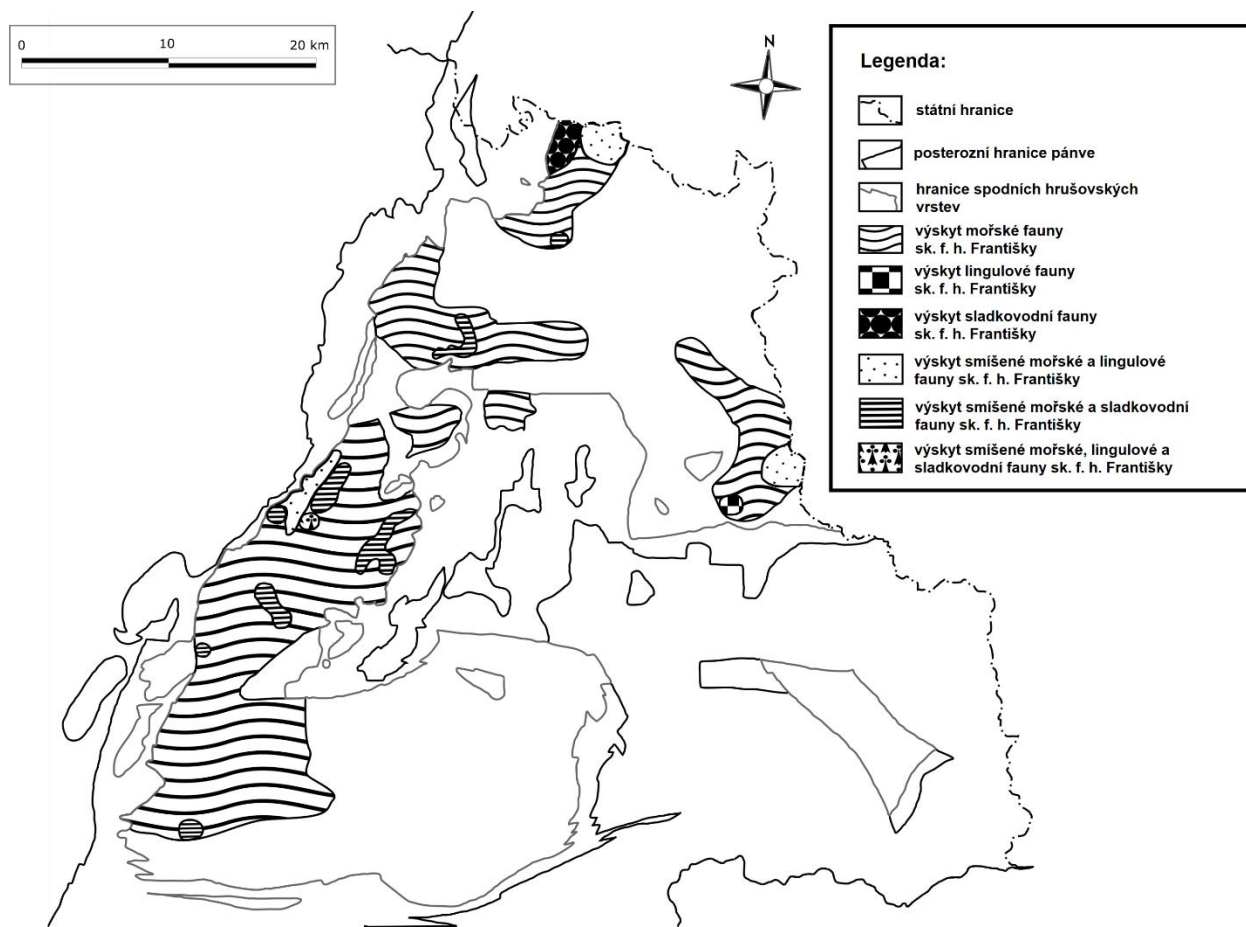 0 10 20 km
N
Legenda:
státní hranice
posterozní hranice pánve
hranice spodních hrušovských
vrstev
výskyt mořské fauny
sk. f. h. Františky
výskyt lingulové fauny
sk. f. h. Františky
výskyt sladkovodní fauny
sk. f. h. Františky
výskyt smíšené mořské a lingulové
fauny sk. f. h. Františky
výskyt smíšené mořské a sladkovodní
fauny sk. f. h. Františky
výskyt smíšené mořské, lingulové a
sladkovodní fauny sk. f. h. Františky